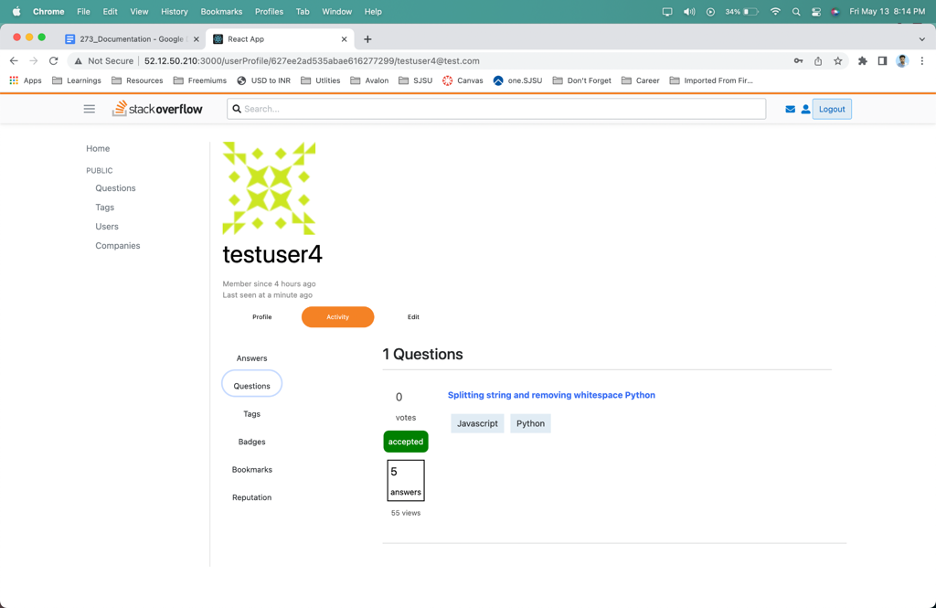 Chrome File Edit View History Bookmarks Profiles Tab Window Help 34% Fri May 13 8:14 PM
273_Documentation - Google React App
Not Secure 52.12.50.210:3000/userProfile/627ee2ad535abae616277299/testuser4@test.com
Apps Learnings Resources Freemiums USD to INR Utlities Avalon SJSU Canvas one.SJSU Don't Forget Career Imported From Fir...
stackoverflow Search... Logout
Home
PUBLIC
Questions
Tags
Users
Companies
testuser4
Member since 4 hours ago
Last seen at a minute ago
Profile Activity Edit
Answers
Questions
Tags
Badges
Bookmarks
Reputation
1 Questions
0
votes
accepted
5
answers
55 views
Splitting string and removing whitespace Python
Javascript Python